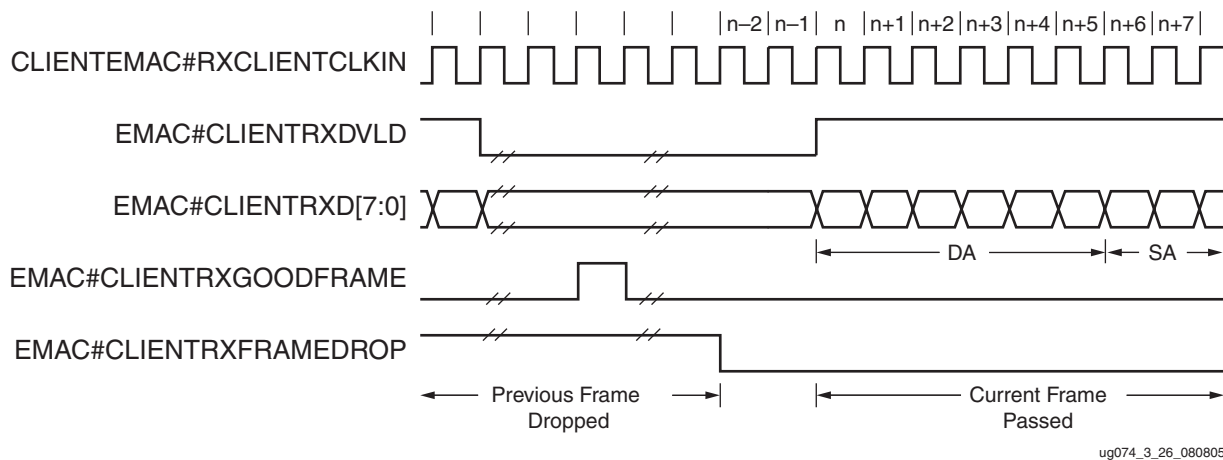 n–2 n–1 n n+1 n+2 n+3 n+4 n+5 n+6 n+7
CLIENTEMAC#RXCLIENTCLKIN
EMAC#CLIENTRXDVLD
EMAC#CLIENTRXD[7:0]
DA SA
EMAC#CLIENTRXGOODFRAME
EMAC#CLIENTRXFRAMEDROP
Previous Frame Current Frame
Dropped Passed
ug074_3_26_080805